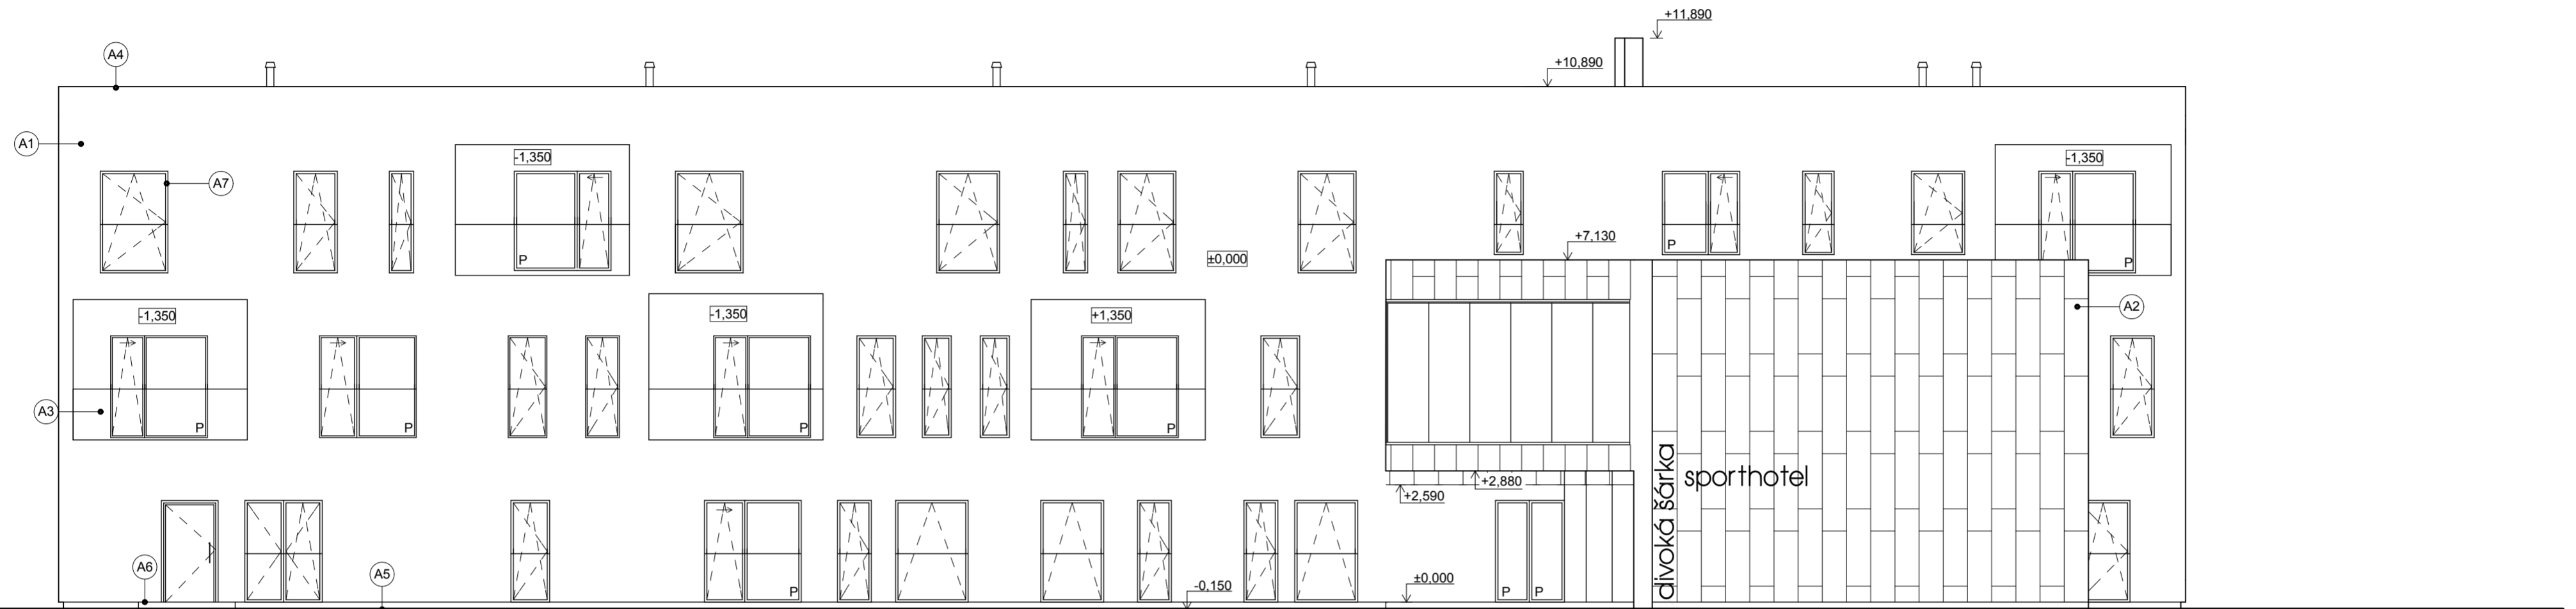 +11,890
A4
+10,890
A1
-1,350
-1,350
A7
P
P
P
+7,130
±0,000
-1,350
-1,350
+1,350
A2
A3
P
P
P
P
divoká šárka
sporthotel
+2,880
+2,590
A6
A5
P
-0,150
±0,000
P
P